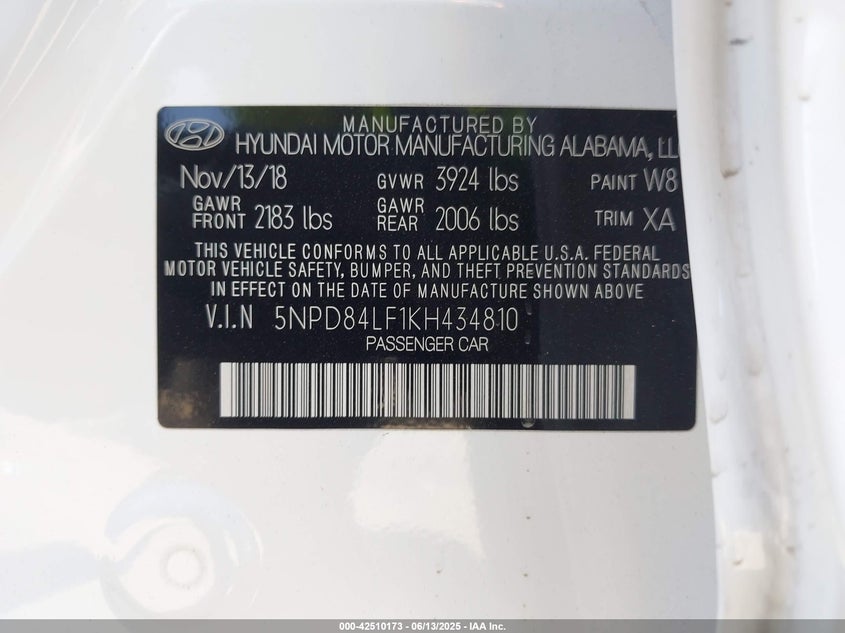 MANUFACTURED BY
HYUNDAI MOTOR MANUFACTURING ALABAMA, LL
Nov/13/18 GVWR 3924 lbs PAINT W8
GAWR FRONT 2183 lbs GAWR REAR 2006 lbs TRIM XA
THIS VEHICLE CONFORMS TO ALL APPLICABLE U.S.A. FEDERAL
MOTOR VEHICLE SAFETY, BUMPER, AND THEFT PREVENTION STANDARDS
IN EFFECT ON THE DATE OF MANUFACTURE SHOWN ABOVE
V.I.N 5NPD84LF1KH434810
PASSENGER CAR
000-42510173 - 06/13/2025 - IAA Inc.